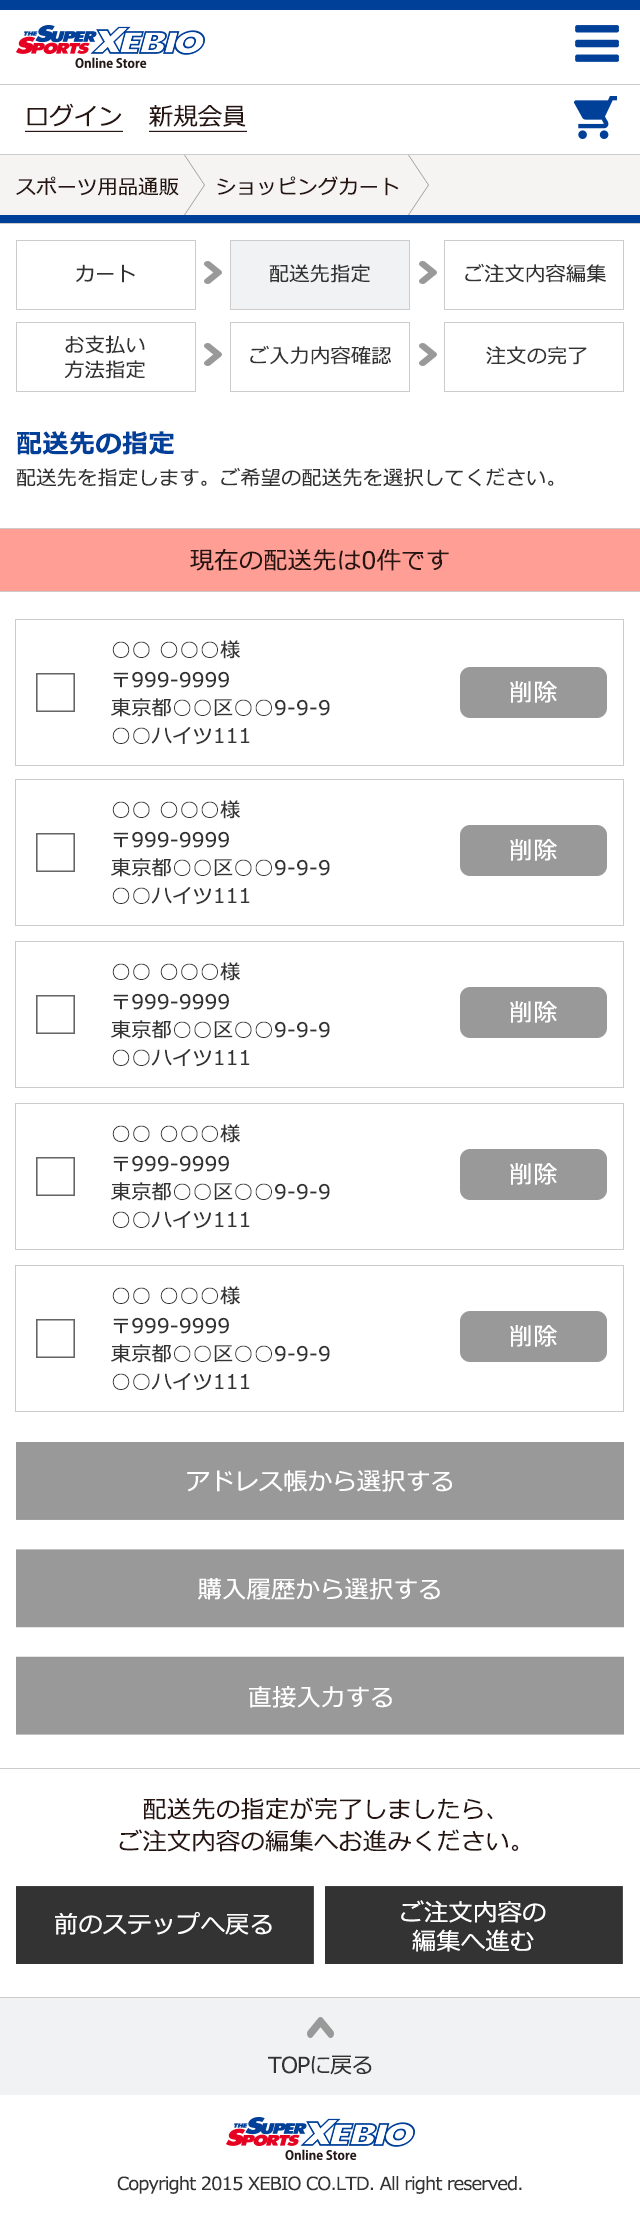 THE SUPER SPORTS XEBIO
Online Store
ログイン 新規会員
スポーツ用品通販 ショッピングカート
カート 配送先指定 ご注文内容編集
お支払い
方法指定 ご入力内容確認 注文の完了
配送先の指定
配送先を指定します。ご希望の配送先を選択してください。
現在の配送先は0件です
○○ ○○○様
〒999-9999
東京都○○区○○9-9-9
○○ハイツ111
削除
○○ ○○○様
〒999-9999
東京都○○区○○9-9-9
○○ハイツ111
削除
○○ ○○○様
〒999-9999
東京都○○区○○9-9-9
○○ハイツ111
削除
○○ ○○○様
〒999-9999
東京都○○区○○9-9-9
○○ハイツ111
削除
○○ ○○○様
〒999-9999
東京都○○区○○9-9-9
○○ハイツ111
削除
アドレス帳から選択する
購入履歴から選択する
直接入力する
配送先の指定が完了しましたら、
ご注文内容の編集へお進みください。
前のステップへ戻る
ご注文内容の
編集へ進む
TOPに戻る
THE SUPER SPORTS XEBIO
Online Store
Copyright 2015 XEBIO CO.LTD. All right reserved.